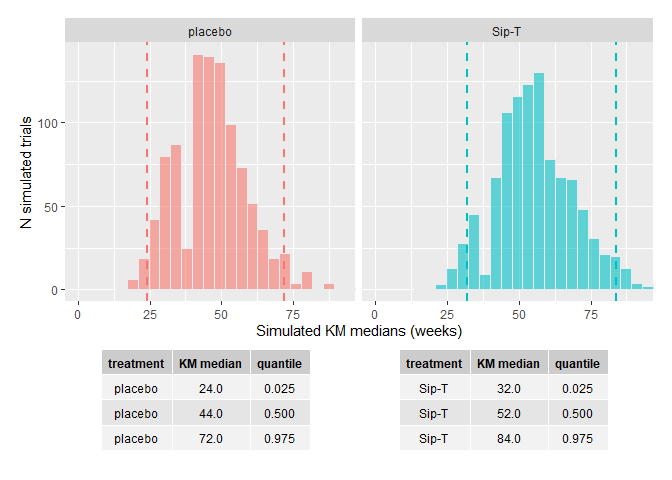 placebo Sip-T
N simulated trials
100
50
0
0 25 50 75 0 25 50 75
Simulated KM medians (weeks)
treatment KM median quantile treatment KM median quantile
placebo 24.0 0.025 Sip-T 32.0 0.025
placebo 44.0 0.500 Sip-T 52.0 0.500
placebo 72.0 0.975 Sip-T 84.0 0.975